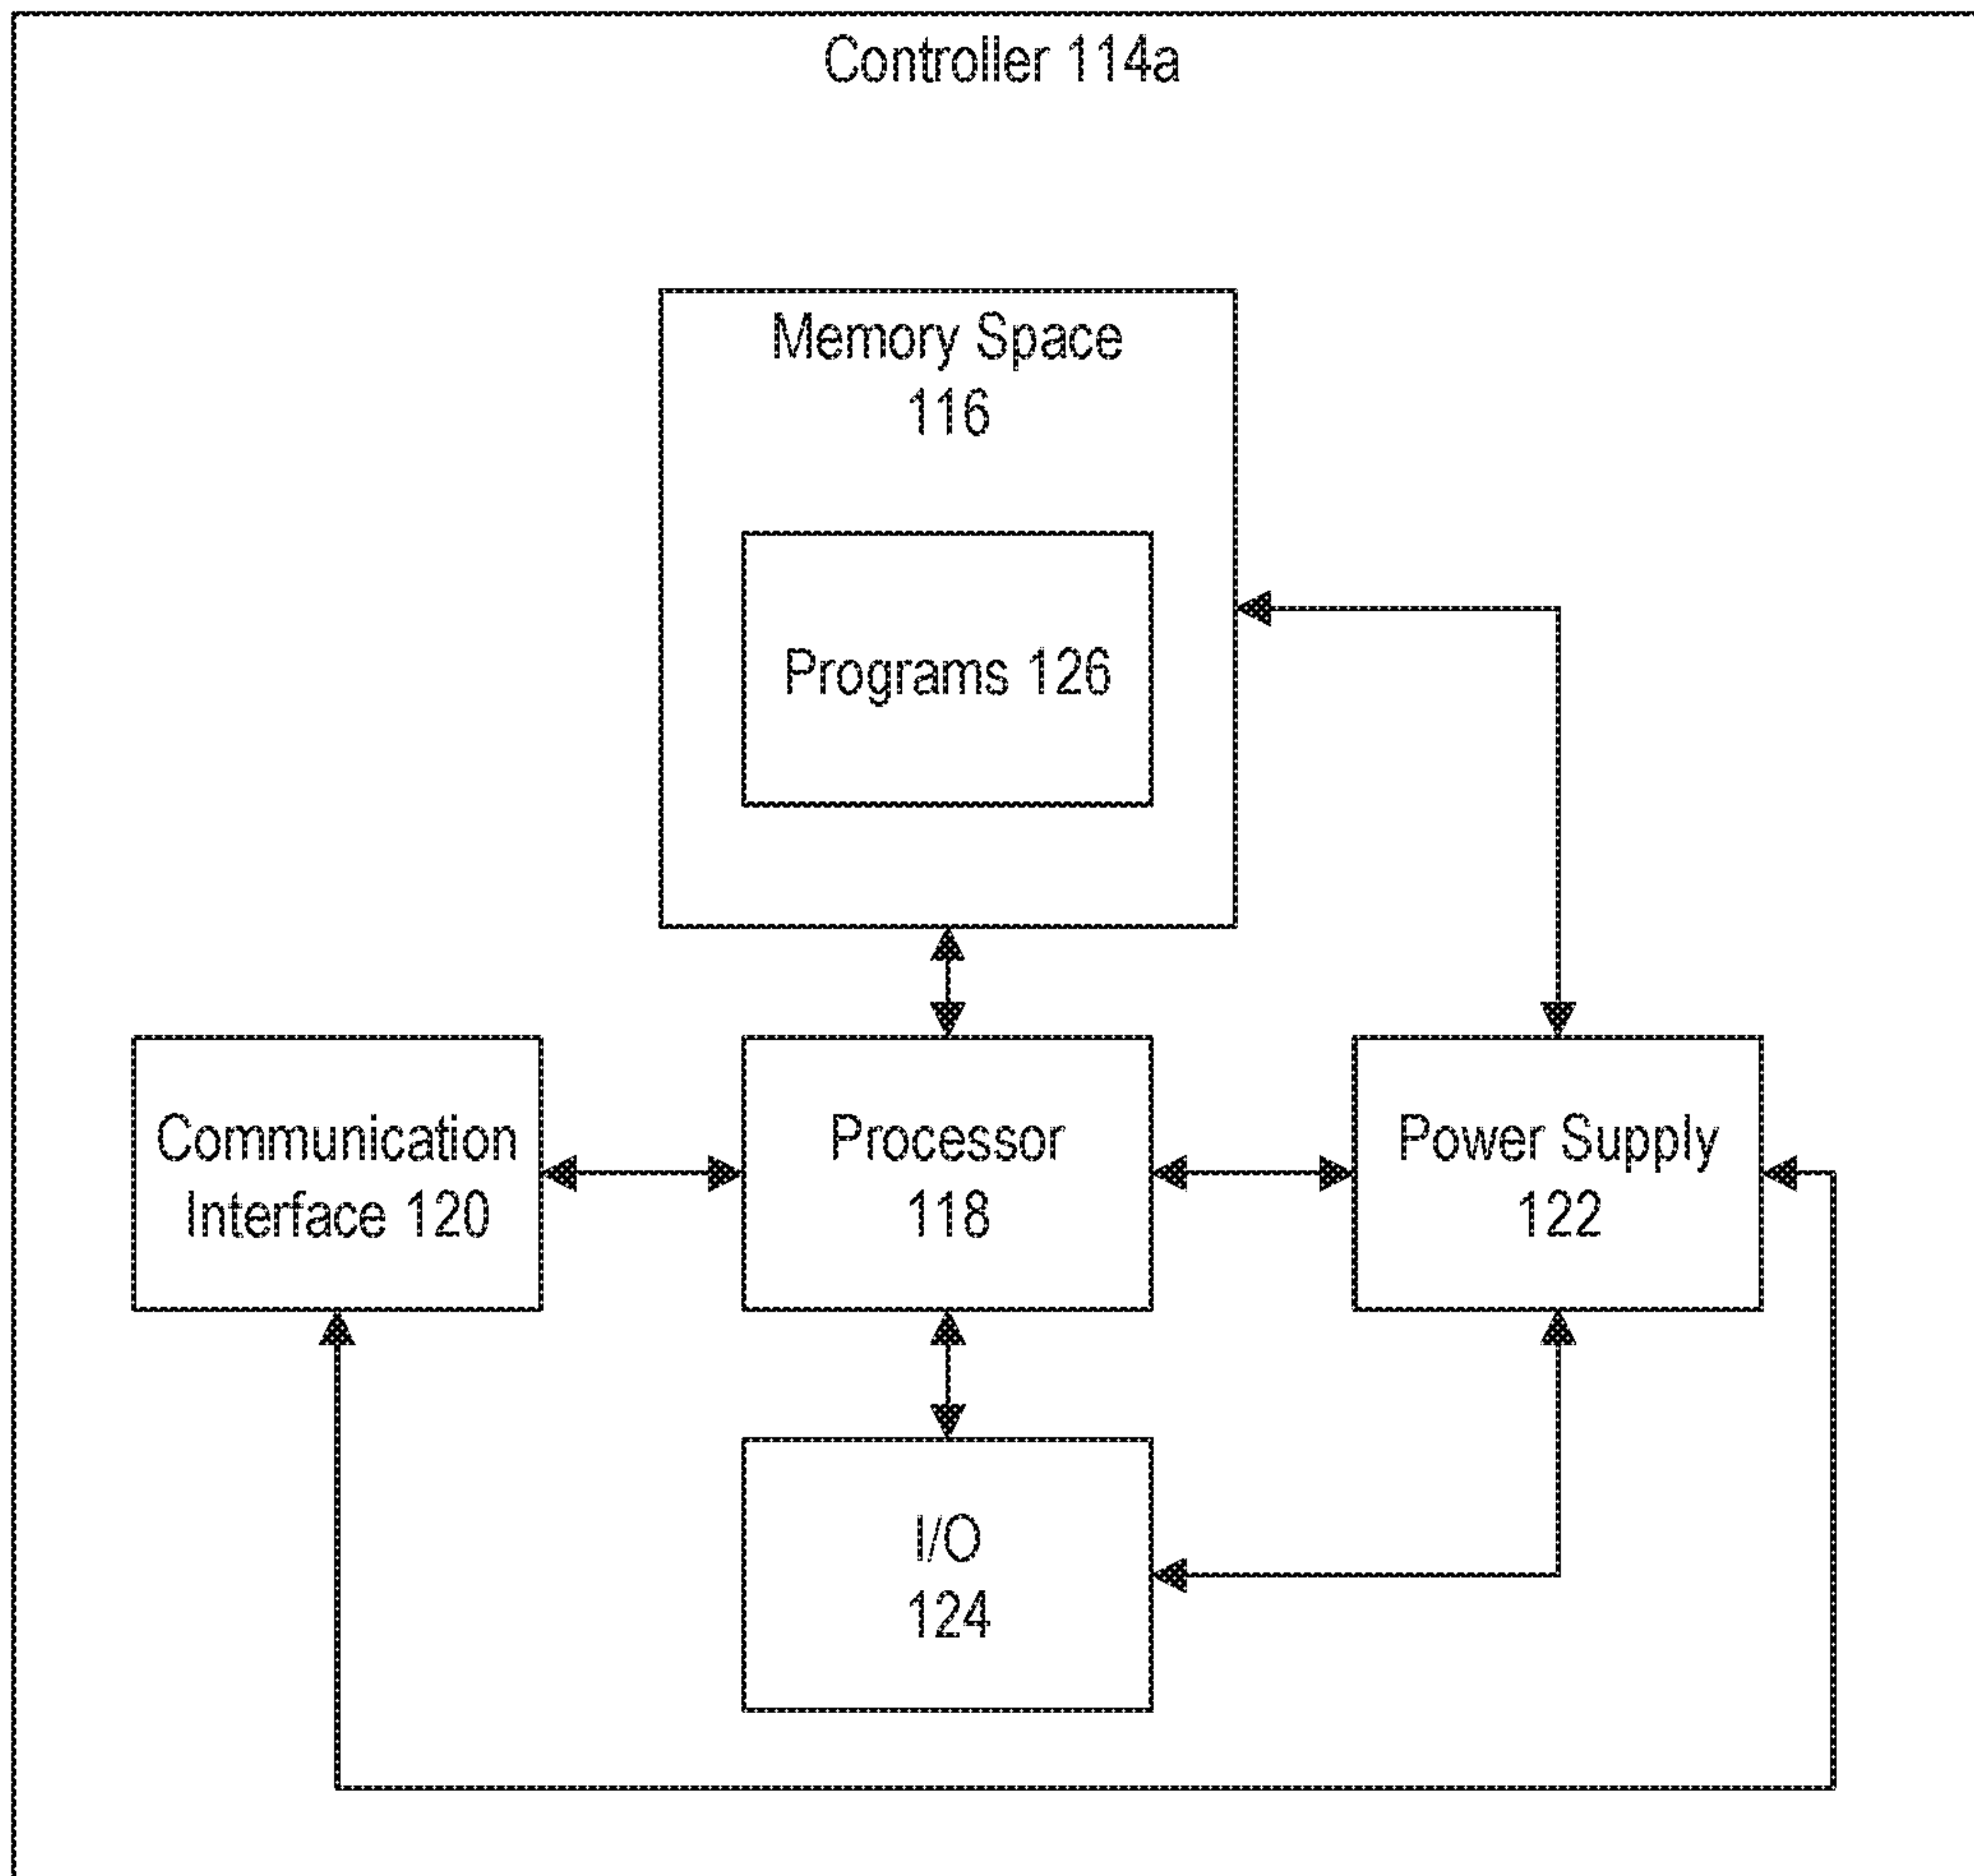 Controller 114a
Memory Space
116
Programs 126
Communication
Interface 120
Processor
118
Power Supply
122
I/O
124